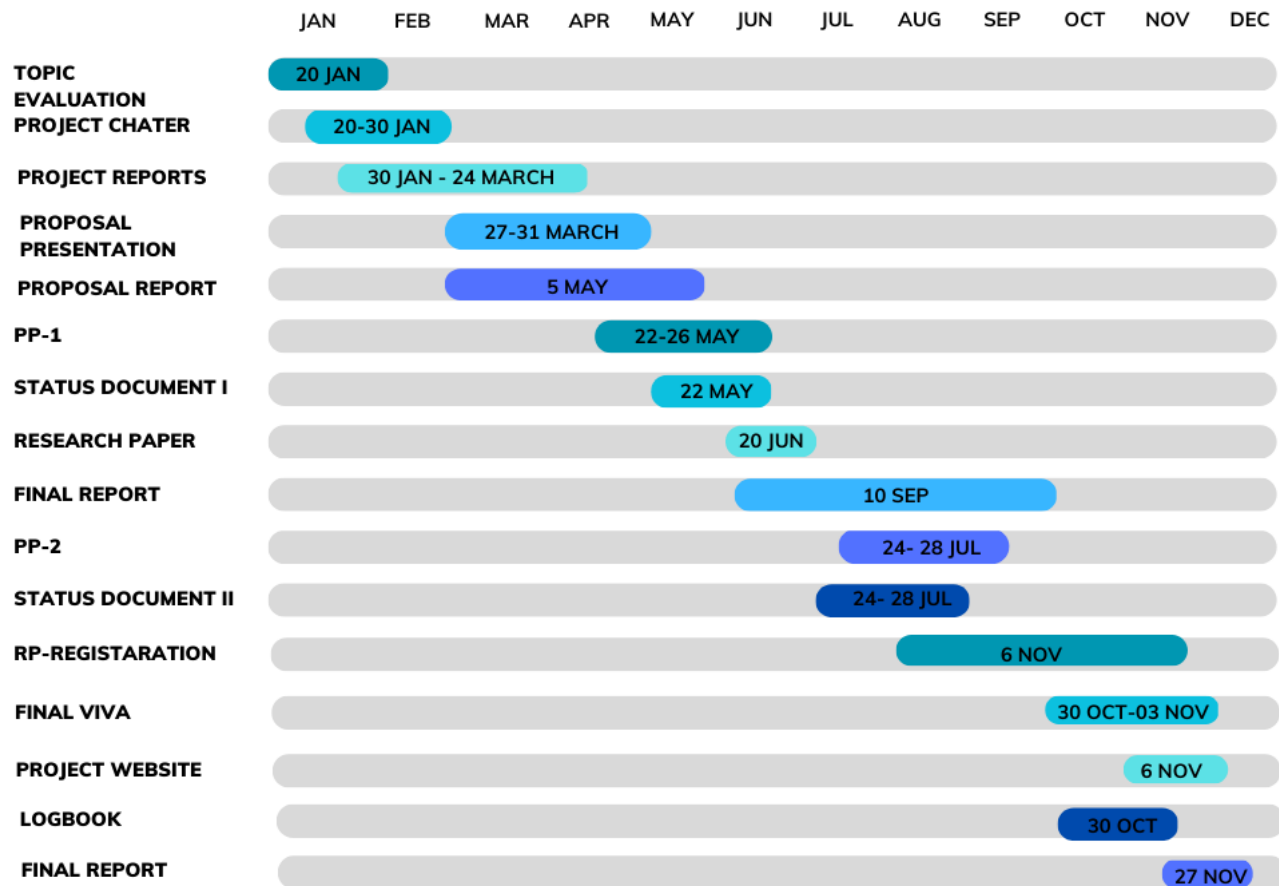 JAN FEB MAR APR MAY JUN JUL AUG SEP OCT NOV DEC
TOPIC
EVALUATION
20 JAN
PROJECT CHATER
20-30 JAN
PROJECT REPORTS
30 JAN - 24 MARCH
PROPOSAL
PRESENTATION
27-31 MARCH
PROPOSAL REPORT
5 MAY
PP-1
22-26 MAY
STATUS DOCUMENT I
22 MAY
RESEARCH PAPER
20 JUN
FINAL REPORT
10 SEP
PP-2
24- 28 JUL
STATUS DOCUMENT II
24- 28 JUL
RP-REGISTARATION
6 NOV
FINAL VIVA
30 OCT-03 NOV
PROJECT WEBSITE
6 NOV
LOGBOOK
30 OCT
FINAL REPORT
27 NOV